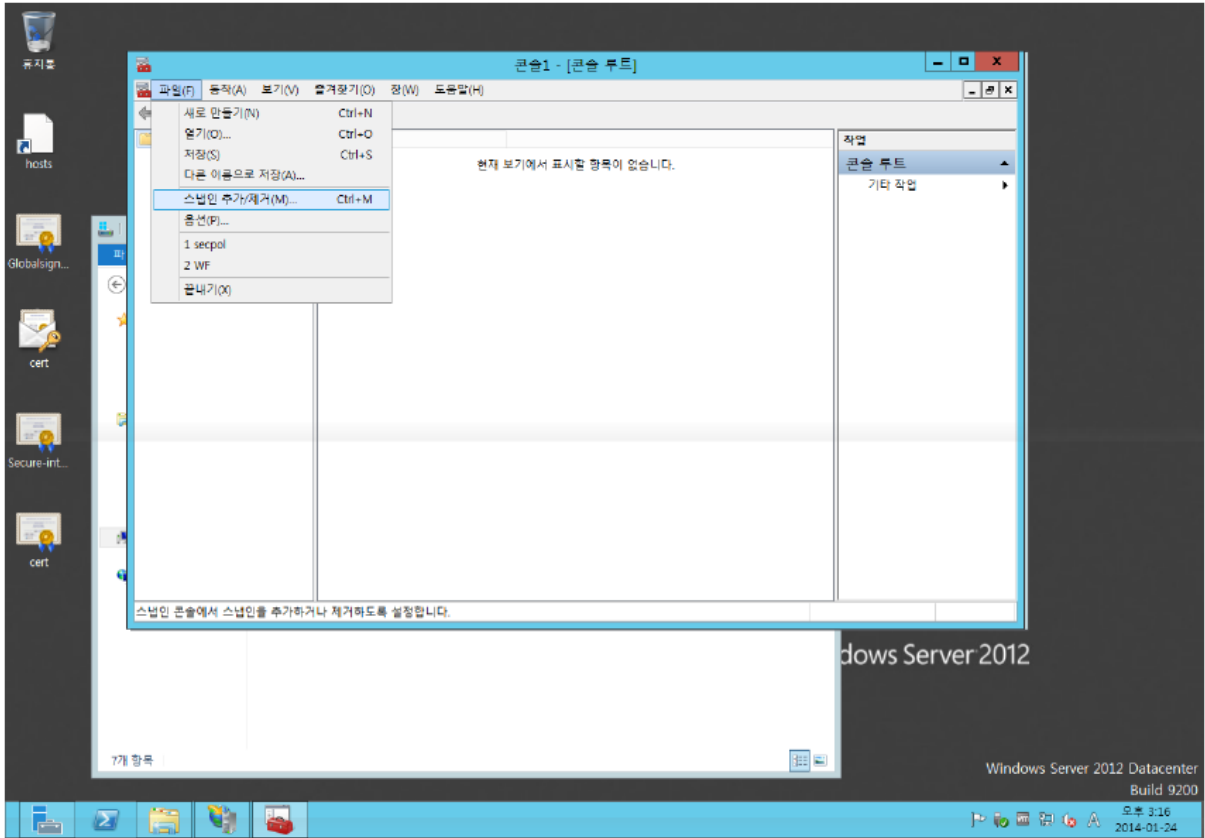 휴지통
hosts
Globalsign...
cert
Secure-int...
cert
콘솔1 - [콘솔 루트]
파일(F) 동작(A) 보기(V) 즐겨찾기(O) 창(W) 도움말(H)
새로 만들기(N) Ctrl+N
열기(O)... Ctrl+O
저장(S) Ctrl+S
다른 이름으로 저장(A)...
스냅인 추가/제거(M)... Ctrl+M
옵션(P)...
1 secpol
2 WF
끝내기(X)
현재 보기에서 표시할 항목이 없습니다.
작업
콘솔 루트
기타 작업
스냅인 콘솔에서 스냅인을 추가하거나 제거하도록 설정합니다.
파
7개 항목
dows Server 2012
Windows Server 2012 Datacenter
Build 9200
A
오후 3:16
2014-01-24